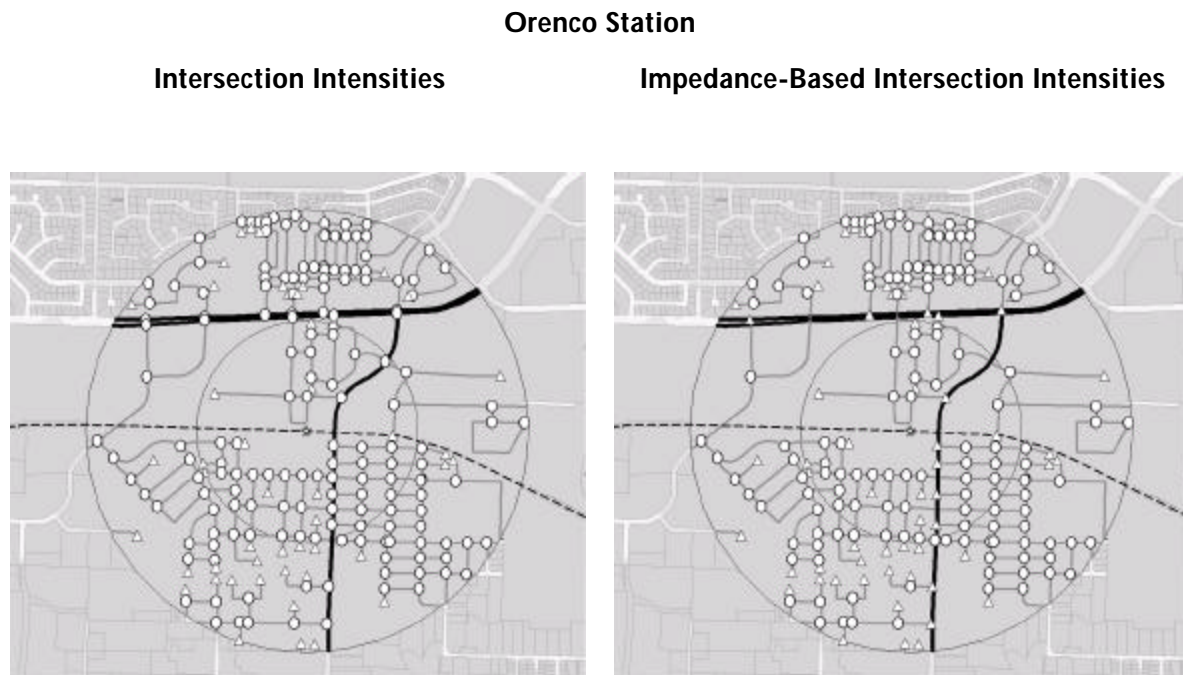 Orenco Station
Intersection Intensities
Impedance-Based Intersection Intensities